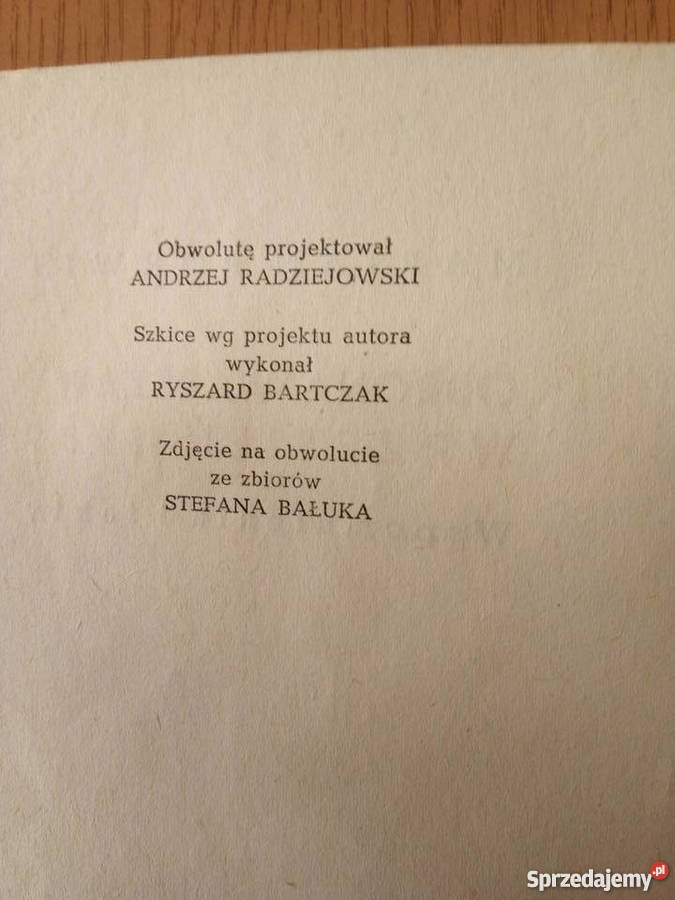 Obwolutę projektował
ANDRZEJ RADZIEJOWSKI
Szkice wg projektu autora
wykonał
RYSZARD BARTCZAK
Zdjęcie na obwolucie
ze zbiorów
STEFANA BAŁUKA
Sprzedajemy.pl